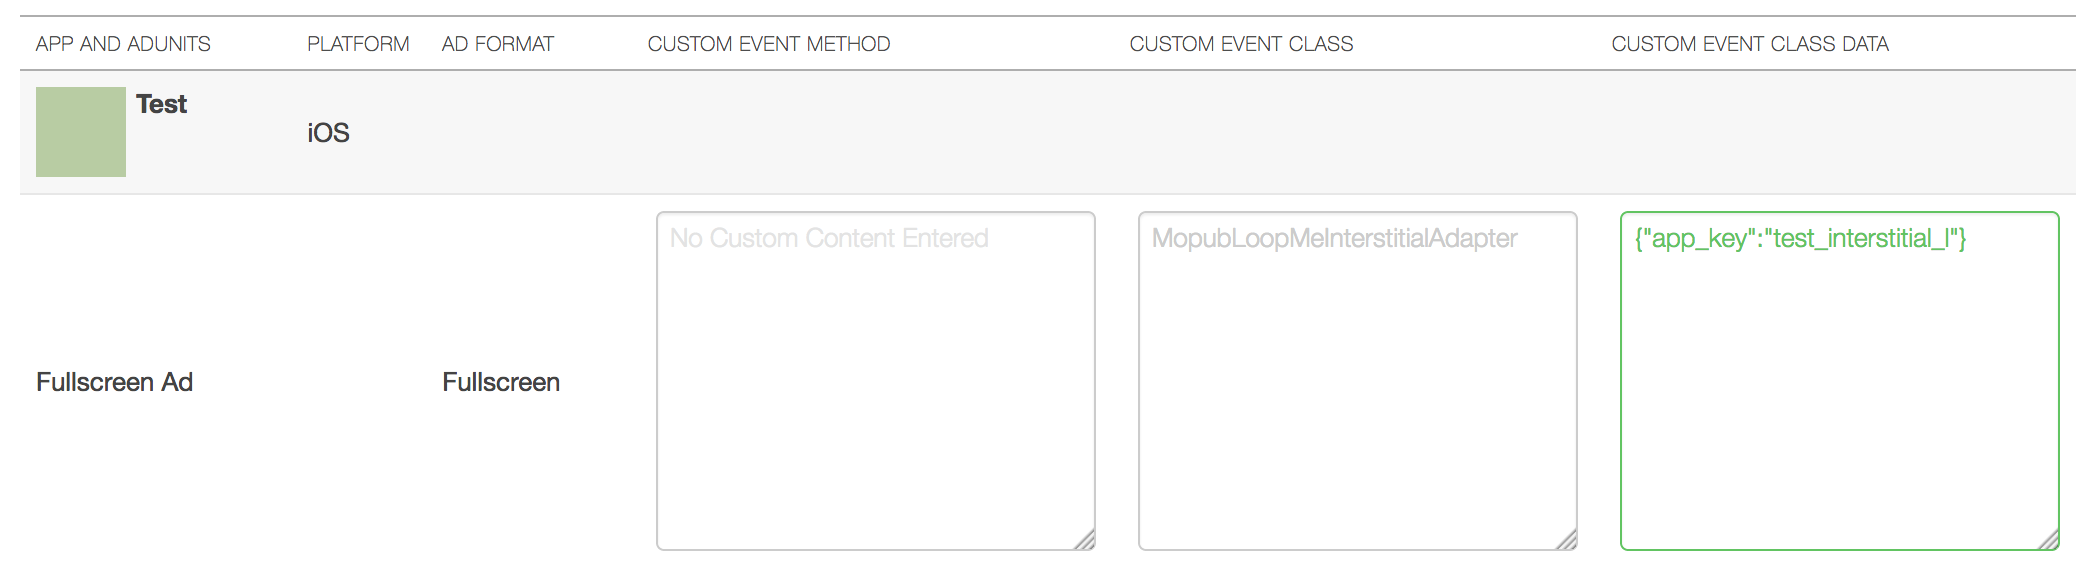 APP AND ADUNITS PLATFORM AD FORMAT CUSTOM EVENT METHOD CUSTOM EVENT CLASS CUSTOM EVENT CLASS DATA
Test
iOS
No Custom Content Entered MopubLoopMeInterstitialAdapter {"app_key":"test_interstitial_l"}
Fullscreen Ad Fullscreen